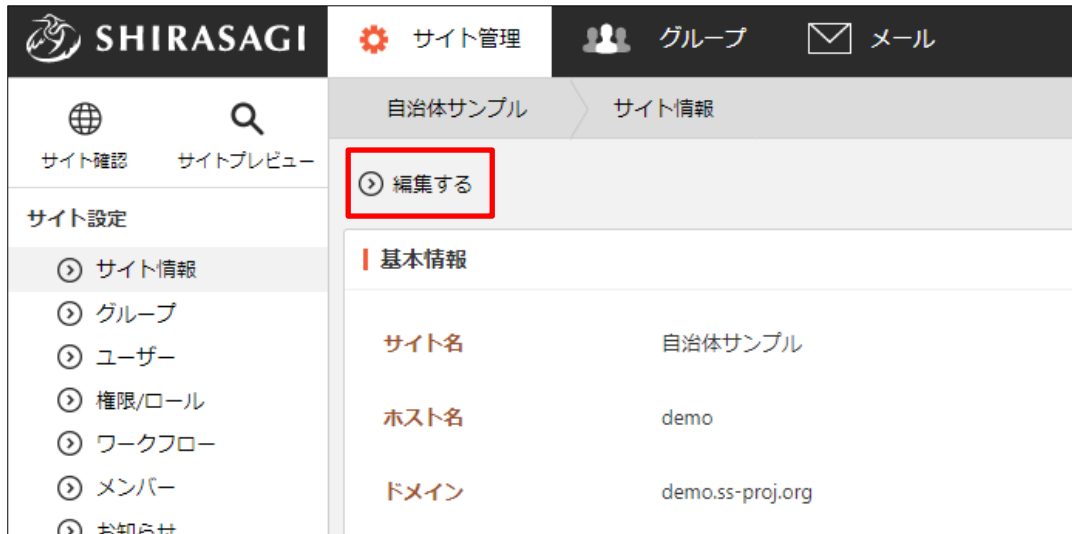 SHIRASAGI
サイト管理
グループ
メール
サイト確認
サイトプレビュー
自治体サンプル
サイト情報
編集する
サイト設定
サイト情報
グループ
ユーザー
権限/ロール
ワークフロー
メンバー
お知らせ
基本情報
サイト名 自治体サンプル
ホスト名 demo
ドメイン demo.ss-proj.org